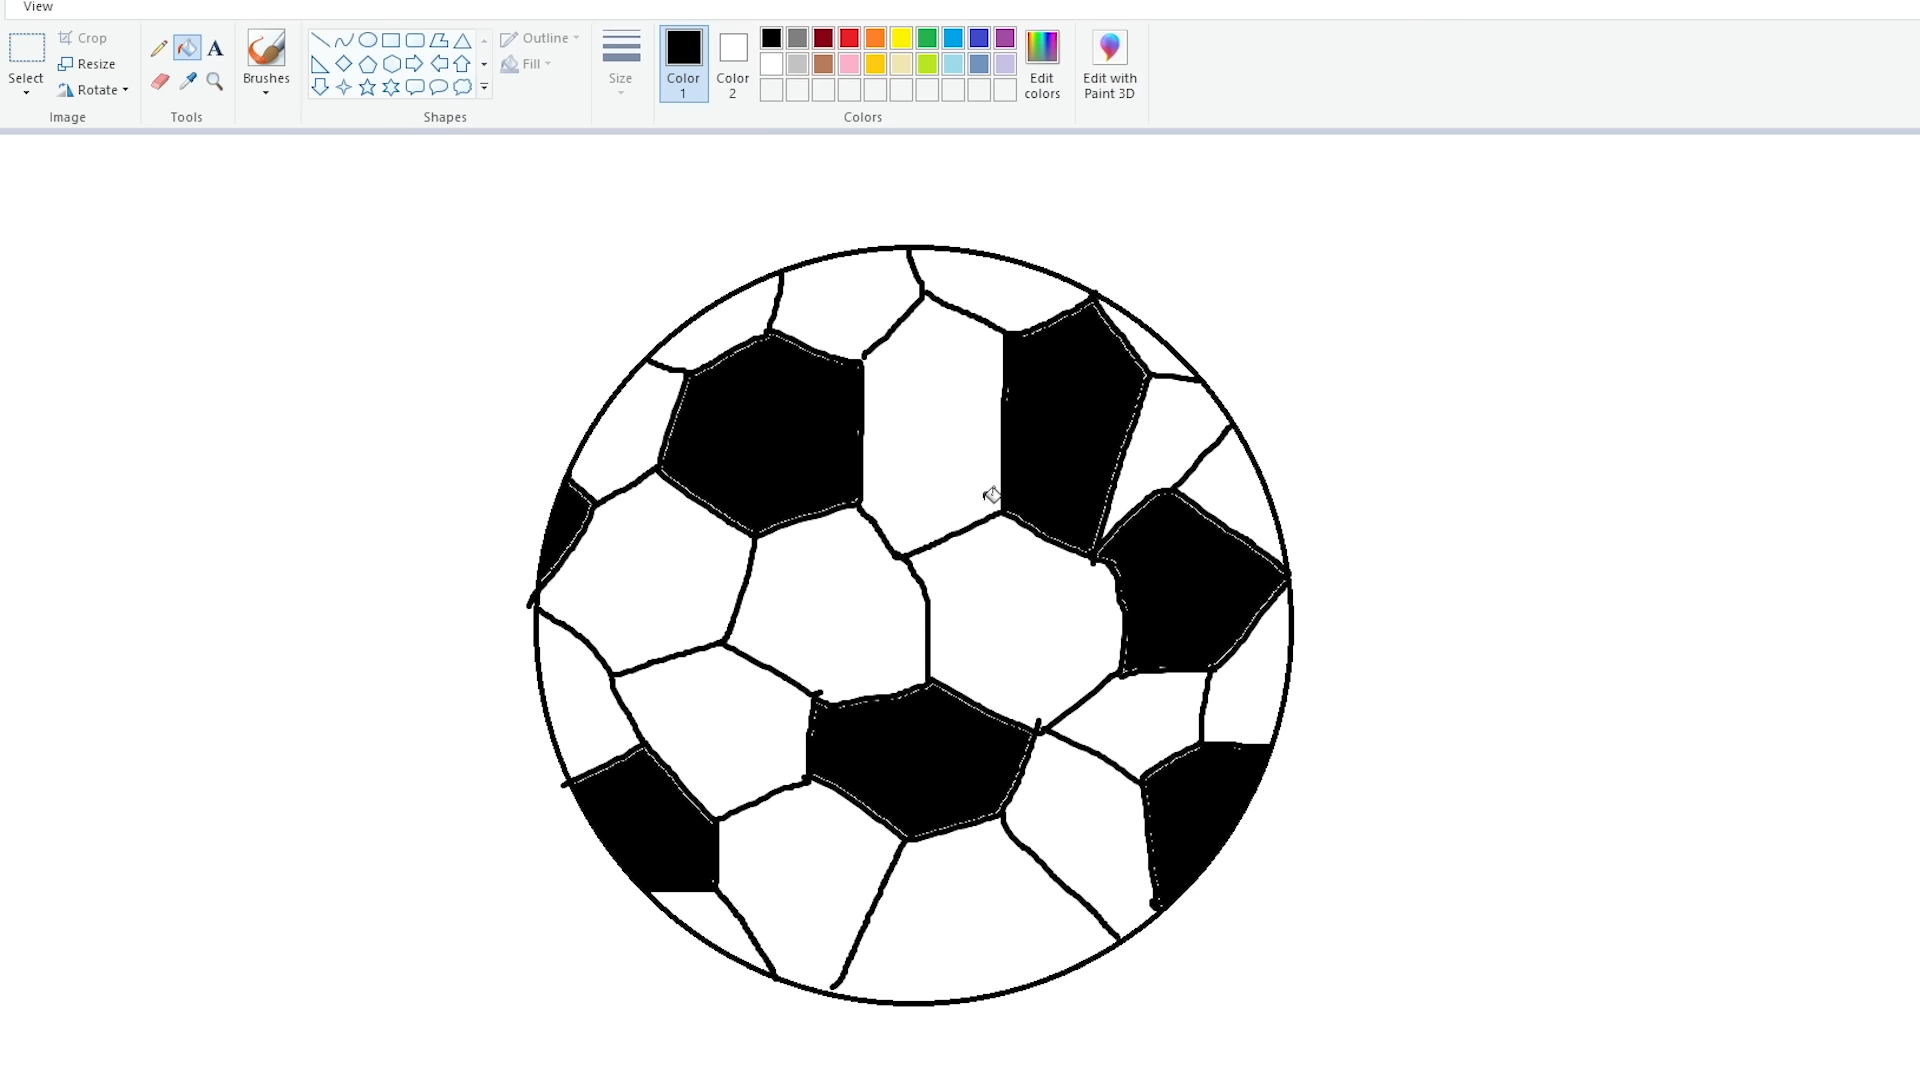 View
Select
Crop
Resize
Rotate
Image
A
Tools
Brushes
Shapes
Outline
Fill
Size
Color 1
Color 2
Colors
Edit colors
Edit with Paint 3D